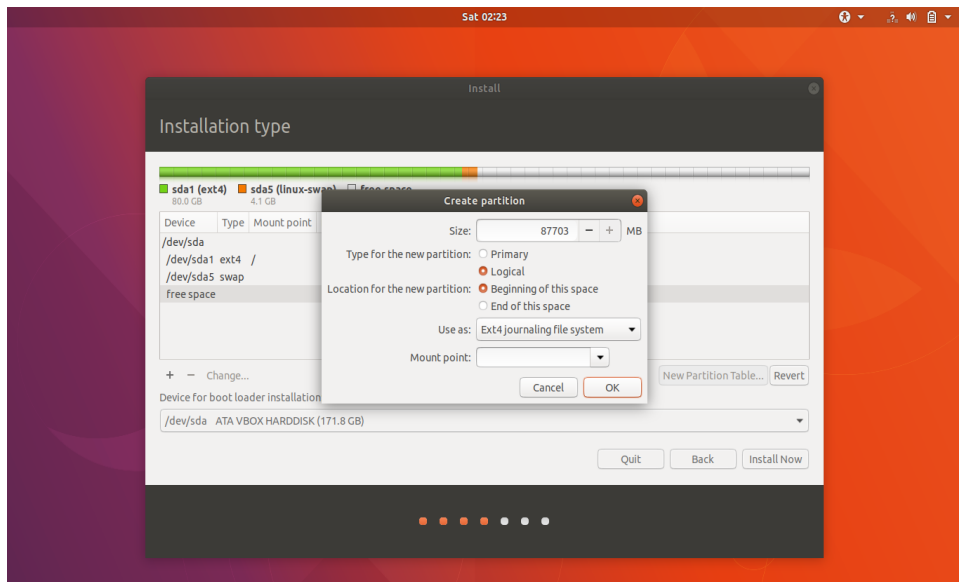 Sat 02:23
Install
Installation type
sda1 (ext4) sda5 (linux-swap) free space
80.0 GB 4.1 GB
Create partition
Size: 87703 − + MB
Type for the new partition: Primary
Logical
Location for the new partition: Beginning of this space
End of this space
Use as: Ext4 journaling file system
Mount point:
Cancel OK
Device Type Mount point
/dev/sda
/dev/sda1 ext4 /
/dev/sda5 swap
free space
+ − Change... New Partition Table... Revert
Device for boot loader installation
/dev/sda ATA VBOX HARDDISK (171.8 GB)
Quit Back Install Now